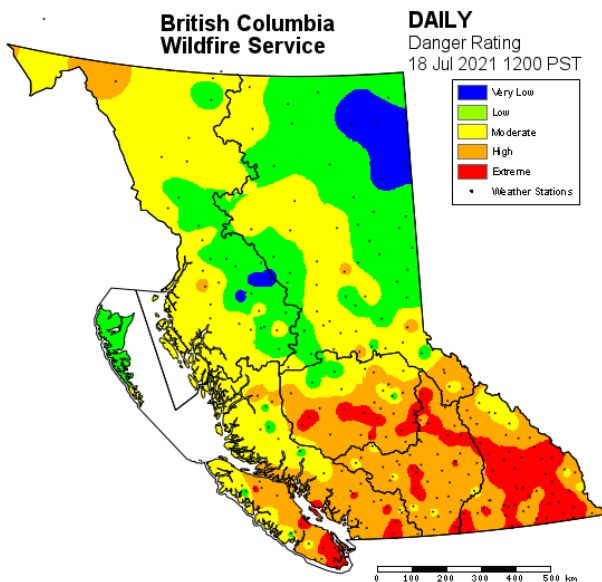 British Columbia
Wildfire Service
DAILY
Danger Rating
18 Jul 2021 1200 PST
Very Low
Low
Moderate
High
Extreme
Weather Stations
0 100 200 300 400 500 km